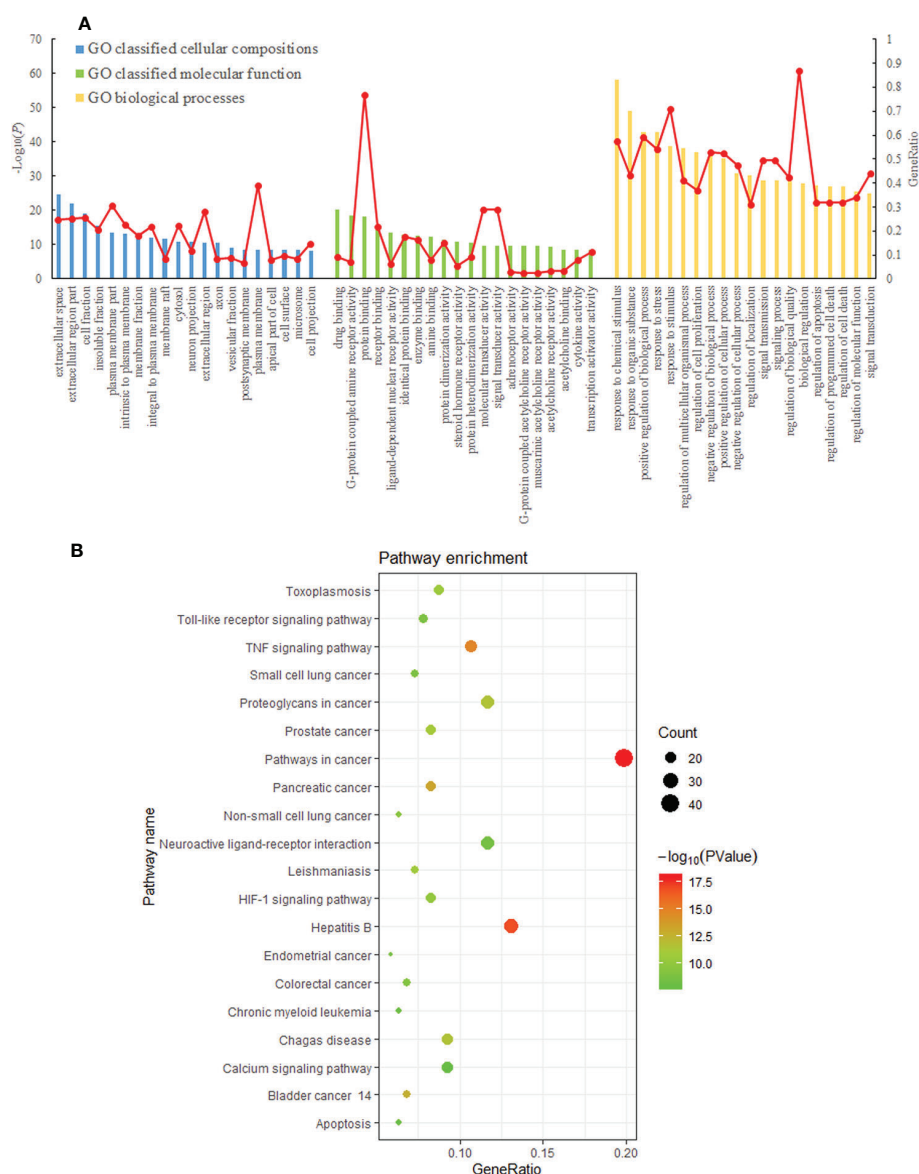 A
70
60
50
40
30
20
10
0
-Log10(P)
GO classified cellular compositions
GO classified molecular function
GO biological processes
1
0.9
0.8
0.7
0.6
0.5
0.4
0.3
0.2
0.1
0
GeneRatio
extracellular space
extracellular region part
cell fraction
insoluble fraction
plasma membrane part
intrinsic to plasma membrane
membrane fraction
integral to plasma membrane
membrane raft
cytosol
neuron projection
extracellular region
axon
vesicular fraction
postsynaptic membrane
plasma membrane
apical part of cell
cell surface
microsome
cell projection
drug binding
G-protein coupled amine receptor activity
protein binding
receptor binding
ligand-dependent nuclear receptor activity
identical protein binding
enzyme binding
amine binding
protein dimerization activity
steroid hormone receptor activity
protein heterodimerization activity
molecular transducer activity
signal transducer activity
adrenoceptor activity
G-protein coupled acetylcholine receptor activity
muscarinic acetylcholine receptor activity
acetylcholine receptor activity
acetylcholine binding
cytokine activity
transcription activator activity
response to chemical stimulus
response to organic substance
positive regulation of biological process
response to stress
response to stimulus
regulation of multicellular organismal process
regulation of cell proliferation
negative regulation of biological process
positive regulation of cellular process
negative regulation of cellular process
regulation of localization
signal transmission
signaling process
regulation of biological quality
biological regulation
regulation of apoptosis
regulation of programmed cell death
regulation of cell death
regulation of molecular function
signal transduction
B
Pathway enrichment
Pathway name
Toxoplasmosis
Toll-like receptor signaling pathway
TNF signaling pathway
Small cell lung cancer
Proteoglycans in cancer
Prostate cancer
Pathways in cancer
Pancreatic cancer
Non-small cell lung cancer
Neuroactive ligand-receptor interaction
Leishmaniasis
HIF-1 signaling pathway
Hepatitis B
Endometrial cancer
Colorectal cancer
Chronic myeloid leukemia
Chagas disease
Calcium signaling pathway
Bladder cancer 14
Apoptosis
0.10
0.15
0.20
GeneRatio
Count
20
30
40
−log10(PValue)
17.5
15.0
12.5
10.0